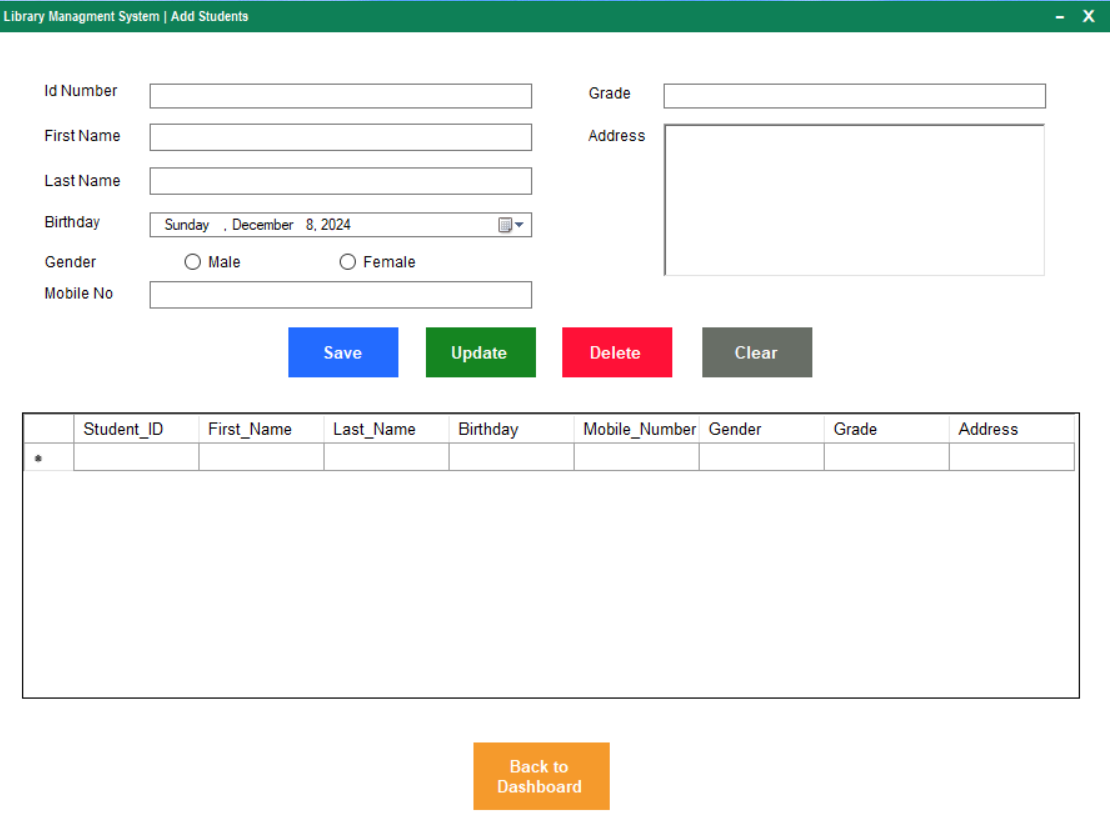 Library Managment System | Add Students – X
Id Number
Grade
First Name
Address
Last Name
Birthday Sunday , December 8, 2024
Gender Male Female
Mobile No
Save Update Delete Clear
Student_ID First_Name Last_Name Birthday Mobile_Number Gender Grade Address
*
Back to
Dashboard